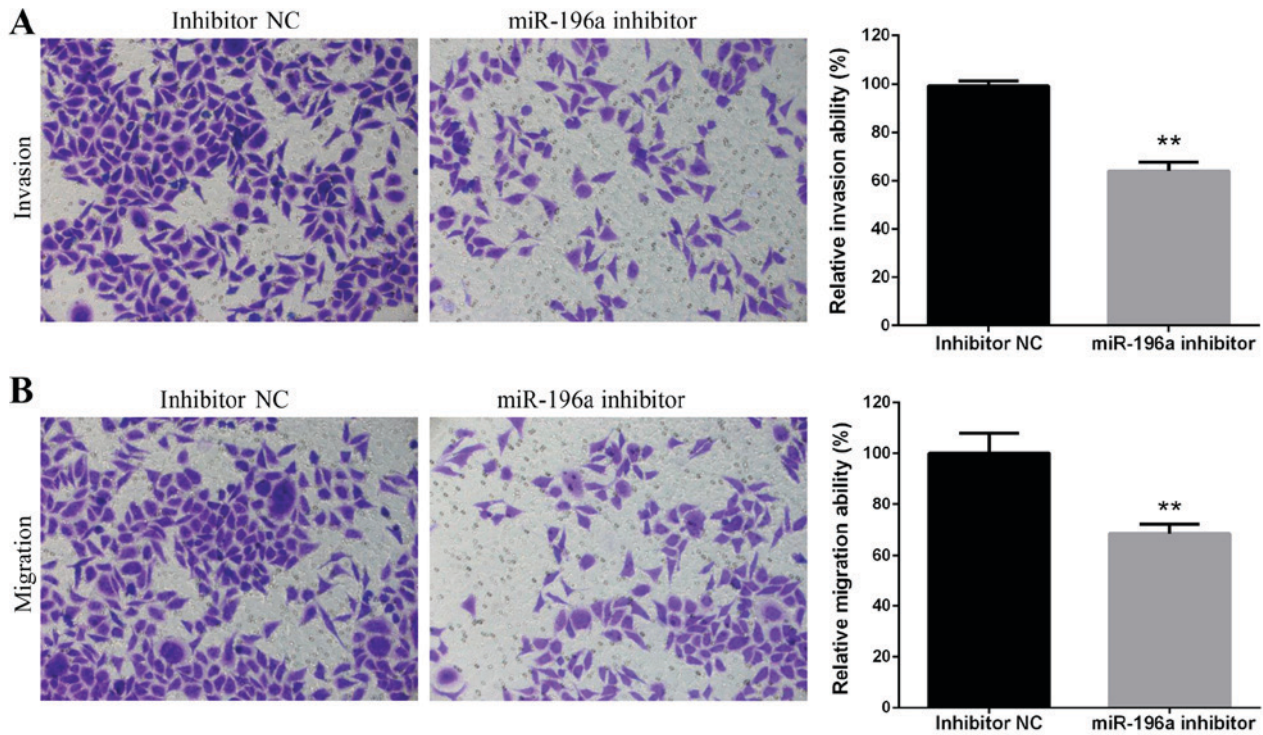 A
Inhibitor NC
miR-196a inhibitor
Invasion
Relative invasion ability (%)
120
100
80
60
40
20
0
**
Inhibitor NC
miR-196a inhibitor
B
Inhibitor NC
miR-196a inhibitor
Migration
Relative migration ability (%)
120
100
80
60
40
20
0
**
Inhibitor NC
miR-196a inhibitor